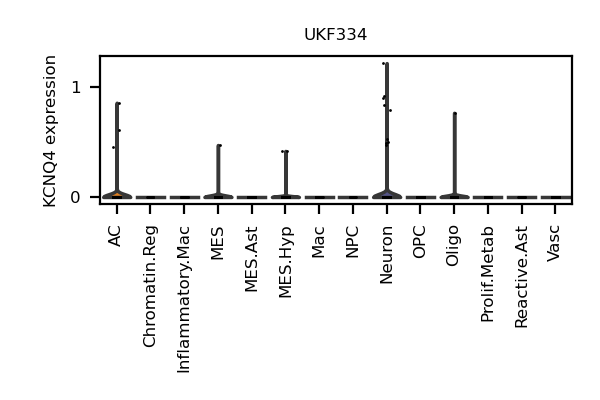 UKF334
KCNQ4 expression
1
0
AC
Chromatin.Reg
Inflammatory.Mac
MES
MES.Ast
MES.Hyp
Mac
NPC
Neuron
OPC
Oligo
Prolif.Metab
Reactive.Ast
Vasc